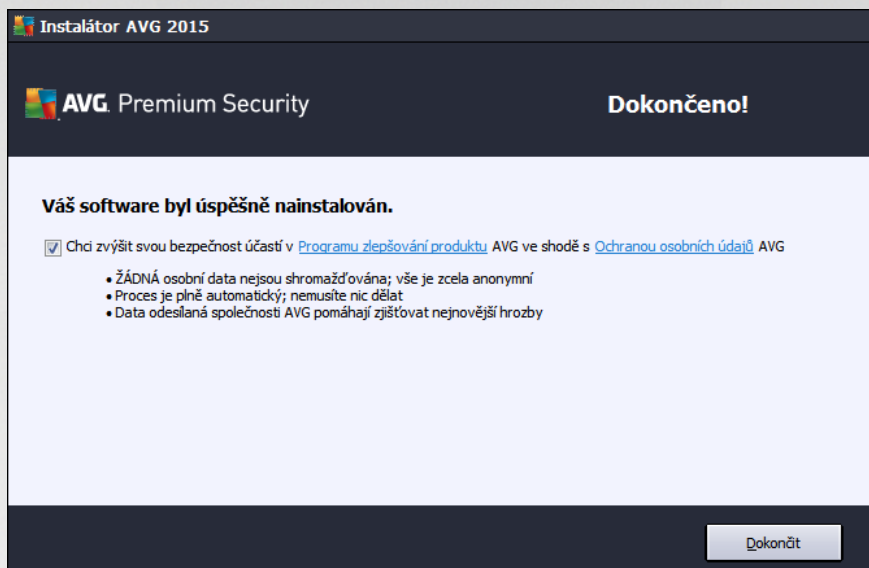 Instalátor AVG 2015
AVG. Premium Security
Dokončeno!
Váš software byl úspěšně nainstalován.
Chci zvýšit svou bezpečnost účastí v Programu zlepšování produktu AVG ve shodě s Ochranou osobních údajů AVG
• ŽÁDNÁ osobní data nejsou shromažďována; vše je zcela anonymní
• Proces je plně automatický; nemusíte nic dělat
• Data odesílaná společnosti AVG pomáhají zjišťovat nejnovější hrozby
Dokončit